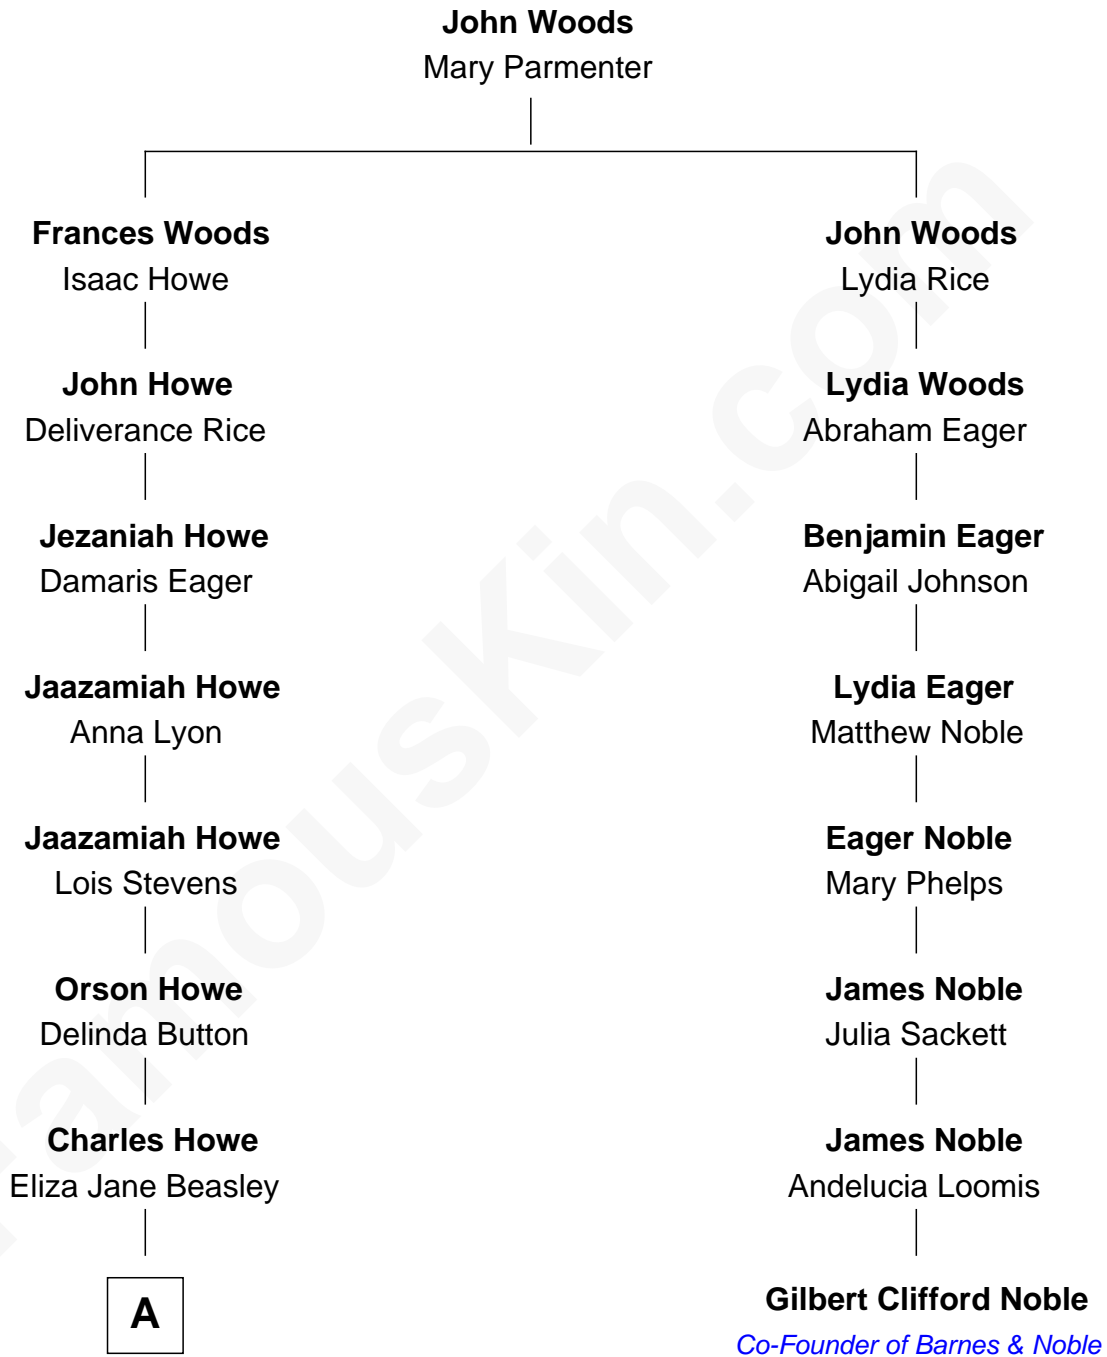 John Woods
Mary Parmenter
Frances Woods
Isaac Howe
John Howe
Deliverance Rice
Jezaniah Howe
Damaris Eager
Jaazamiah Howe
Anna Lyon
Jaazamiah Howe
Lois Stevens
Orson Howe
Delinda Button
Charles Howe
Eliza Jane Beasley
A
John Woods
Lydia Rice
Lydia Woods
Abraham Eager
Benjamin Eager
Abigail Johnson
Lydia Eager
Matthew Noble
Eager Noble
Mary Phelps
James Noble
Julia Sackett
James Noble
Andelucia Loomis
Gilbert Clifford Noble
Co-Founder of Barnes & Noble
FamousKin.com